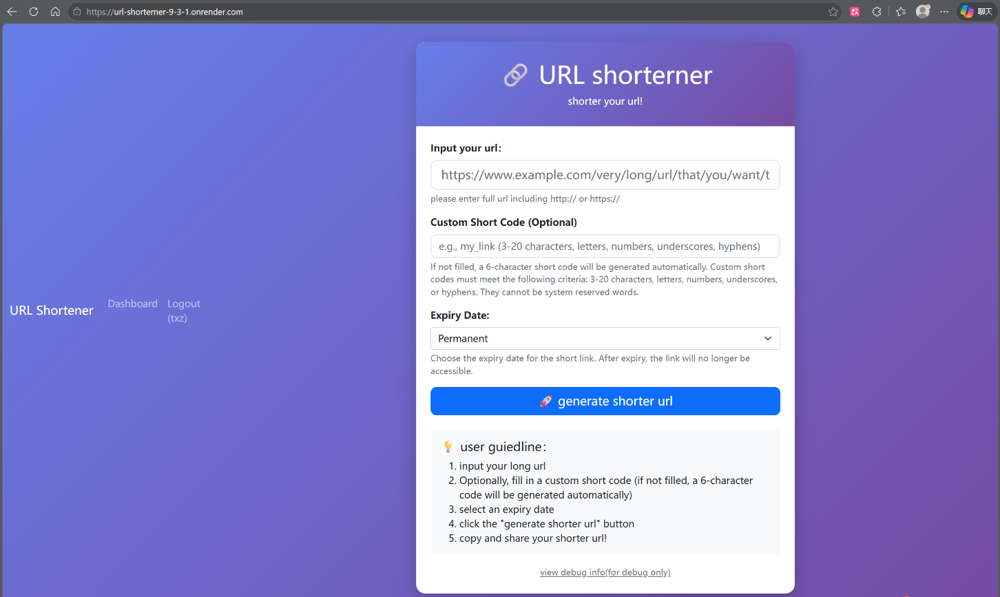 https://url-shorterner-9-3-1.onrender.com
聊天
🔗 URL shorterner
shorter your url!
Input your url:
https://www.example.com/very/long/url/that/you/want/t
please enter full url including http:// or https://
Custom Short Code (Optional)
e.g., my_link (3-20 characters, letters, numbers, underscores, hyphens)
If not filled, a 6-character short code will be generated automatically. Custom short
codes must meet the following criteria: 3-20 characters, letters, numbers, underscores,
or hyphens. They cannot be system reserved words.
URL Shortener
Dashboard
Logout
(txz)
Expiry Date:
Permanent
Choose the expiry date for the short link. After expiry, the link will no longer be
accessible.
🚀 generate shorter url
💡 user guiedline:
1. input your long url
2. Optionally, fill in a custom short code (if not filled, a 6-character
code will be generated automatically)
3. select an expiry date
4. click the "generate shorter url" button
5. copy and share your shorter url!
view debug info(for debug only)